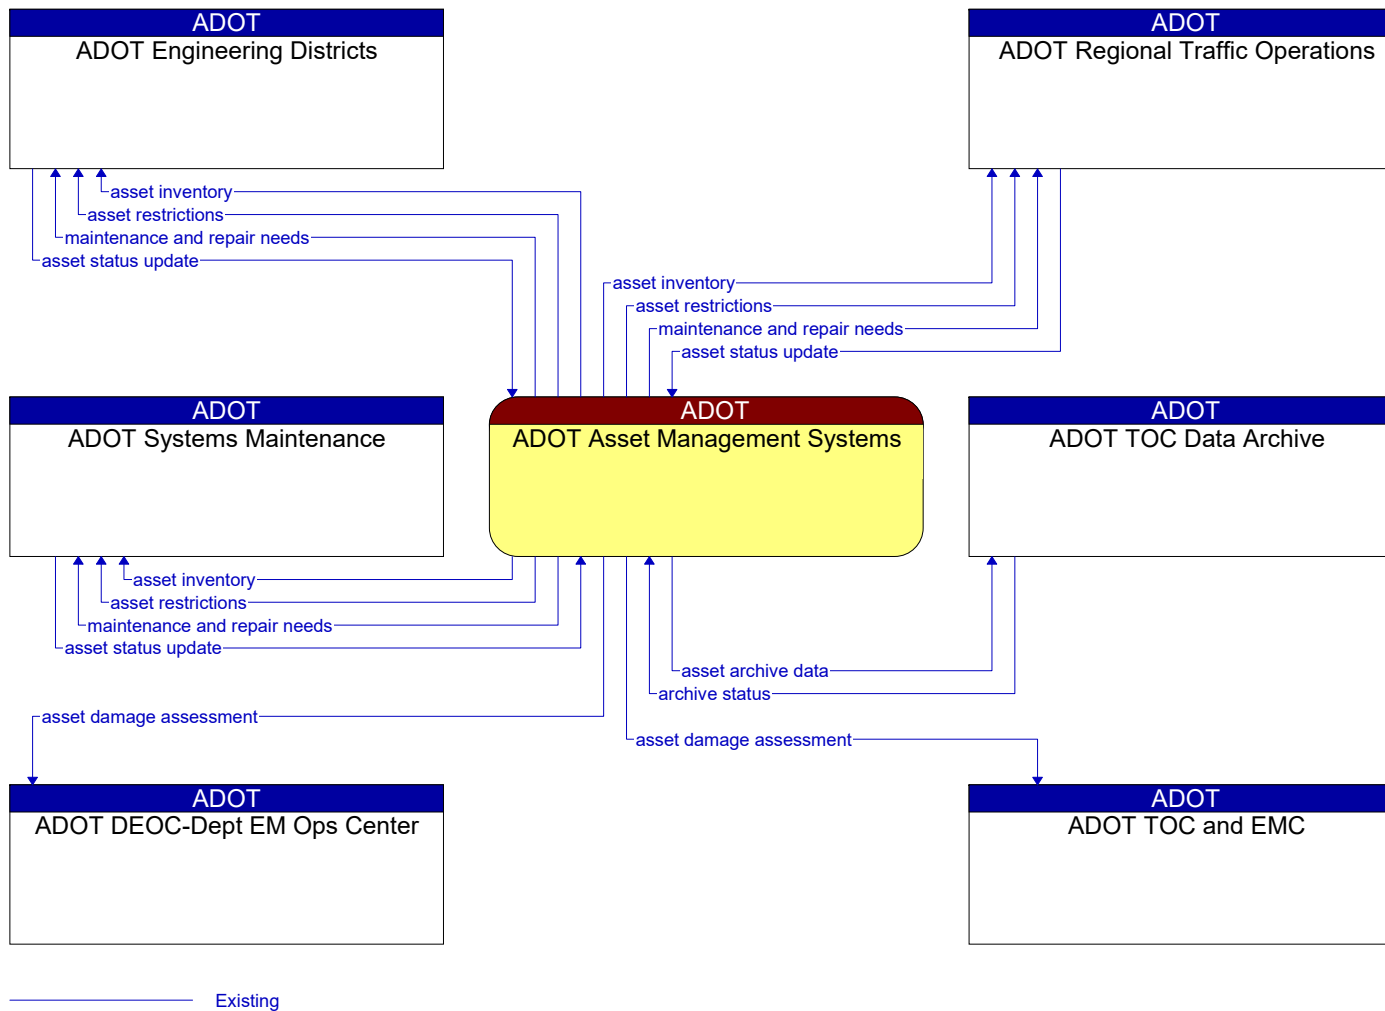 ADOT
ADOT Engineering Districts
ADOT
ADOT Regional Traffic Operations
asset inventory
asset restrictions
maintenance and repair needs
asset status update
asset inventory
asset restrictions
maintenance and repair needs
asset status update
ADOT
ADOT Systems Maintenance
ADOT
ADOT Asset Management Systems
ADOT
ADOT TOC Data Archive
asset inventory
asset restrictions
maintenance and repair needs
asset status update
asset archive data
archive status
asset damage assessment
asset damage assessment
ADOT
ADOT DEOC-Dept EM Ops Center
ADOT
ADOT TOC and EMC
Existing